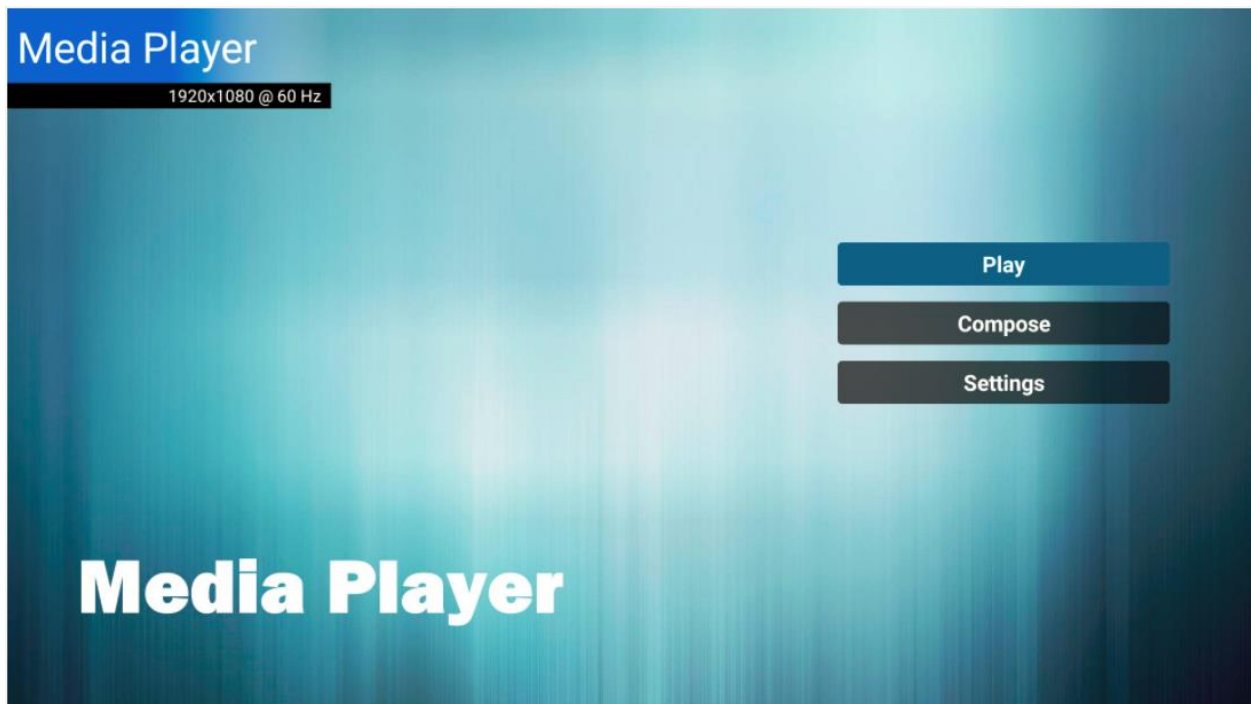 Media Player
1920x1080 @ 60 Hz
Play
Compose
Settings
Media Player